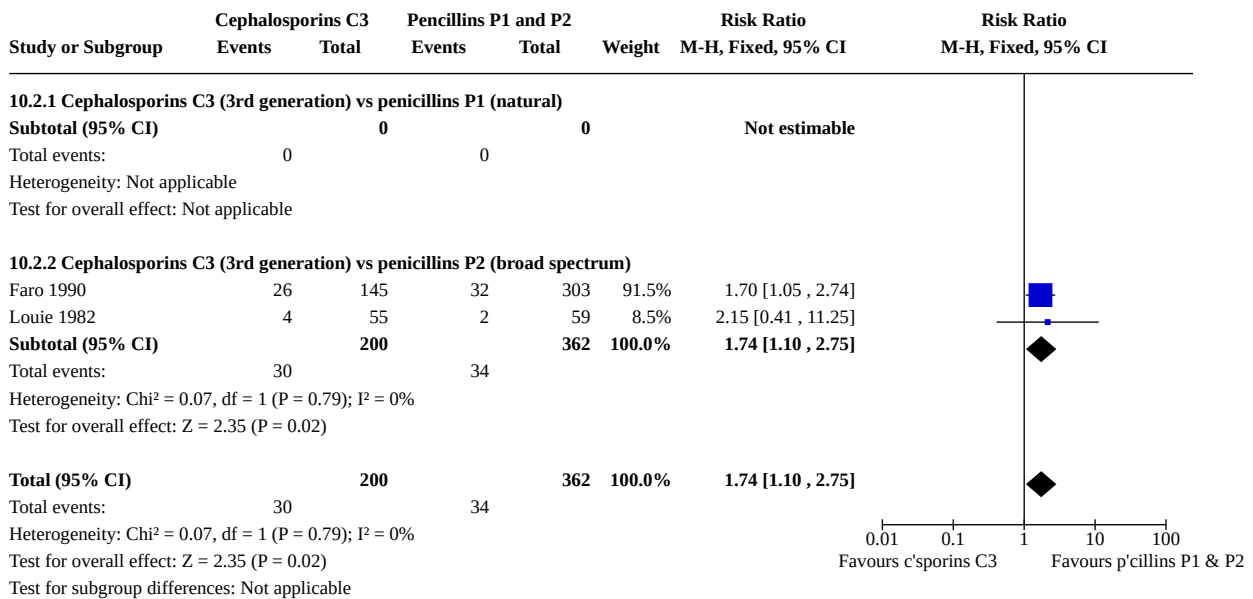 Cephalosporins C3 Pencillins P1 and P2 Risk Ratio Risk Ratio
Study or Subgroup Events Total Events Total Weight M-H, Fixed, 95% CI M-H, Fixed, 95% CI
10.2.1 Cephalosporins C3 (3rd generation) vs penicillins P1 (natural)
Subtotal (95% CI) 0 0 Not estimable
Total events: 0 0
Heterogeneity: Not applicable
Test for overall effect: Not applicable
10.2.2 Cephalosporins C3 (3rd generation) vs penicillins P2 (broad spectrum)
Faro 1990 26 145 32 303 91.5% 1.70 [1.05 , 2.74]
Louie 1982 4 55 2 59 8.5% 2.15 [0.41 , 11.25]
Subtotal (95% CI) 200 362 100.0% 1.74 [1.10 , 2.75]
Total events: 30 34
Heterogeneity: Chi² = 0.07, df = 1 (P = 0.79); I² = 0%
Test for overall effect: Z = 2.35 (P = 0.02)
Total (95% CI) 200 362 100.0% 1.74 [1.10 , 2.75]
Total events: 30 34
Heterogeneity: Chi² = 0.07, df = 1 (P = 0.79); I² = 0% 0.01 0.1 1 10 100
Test for overall effect: Z = 2.35 (P = 0.02) Favours c'sporins C3 Favours p'cillins P1 & P2
Test for subgroup differences: Not applicable